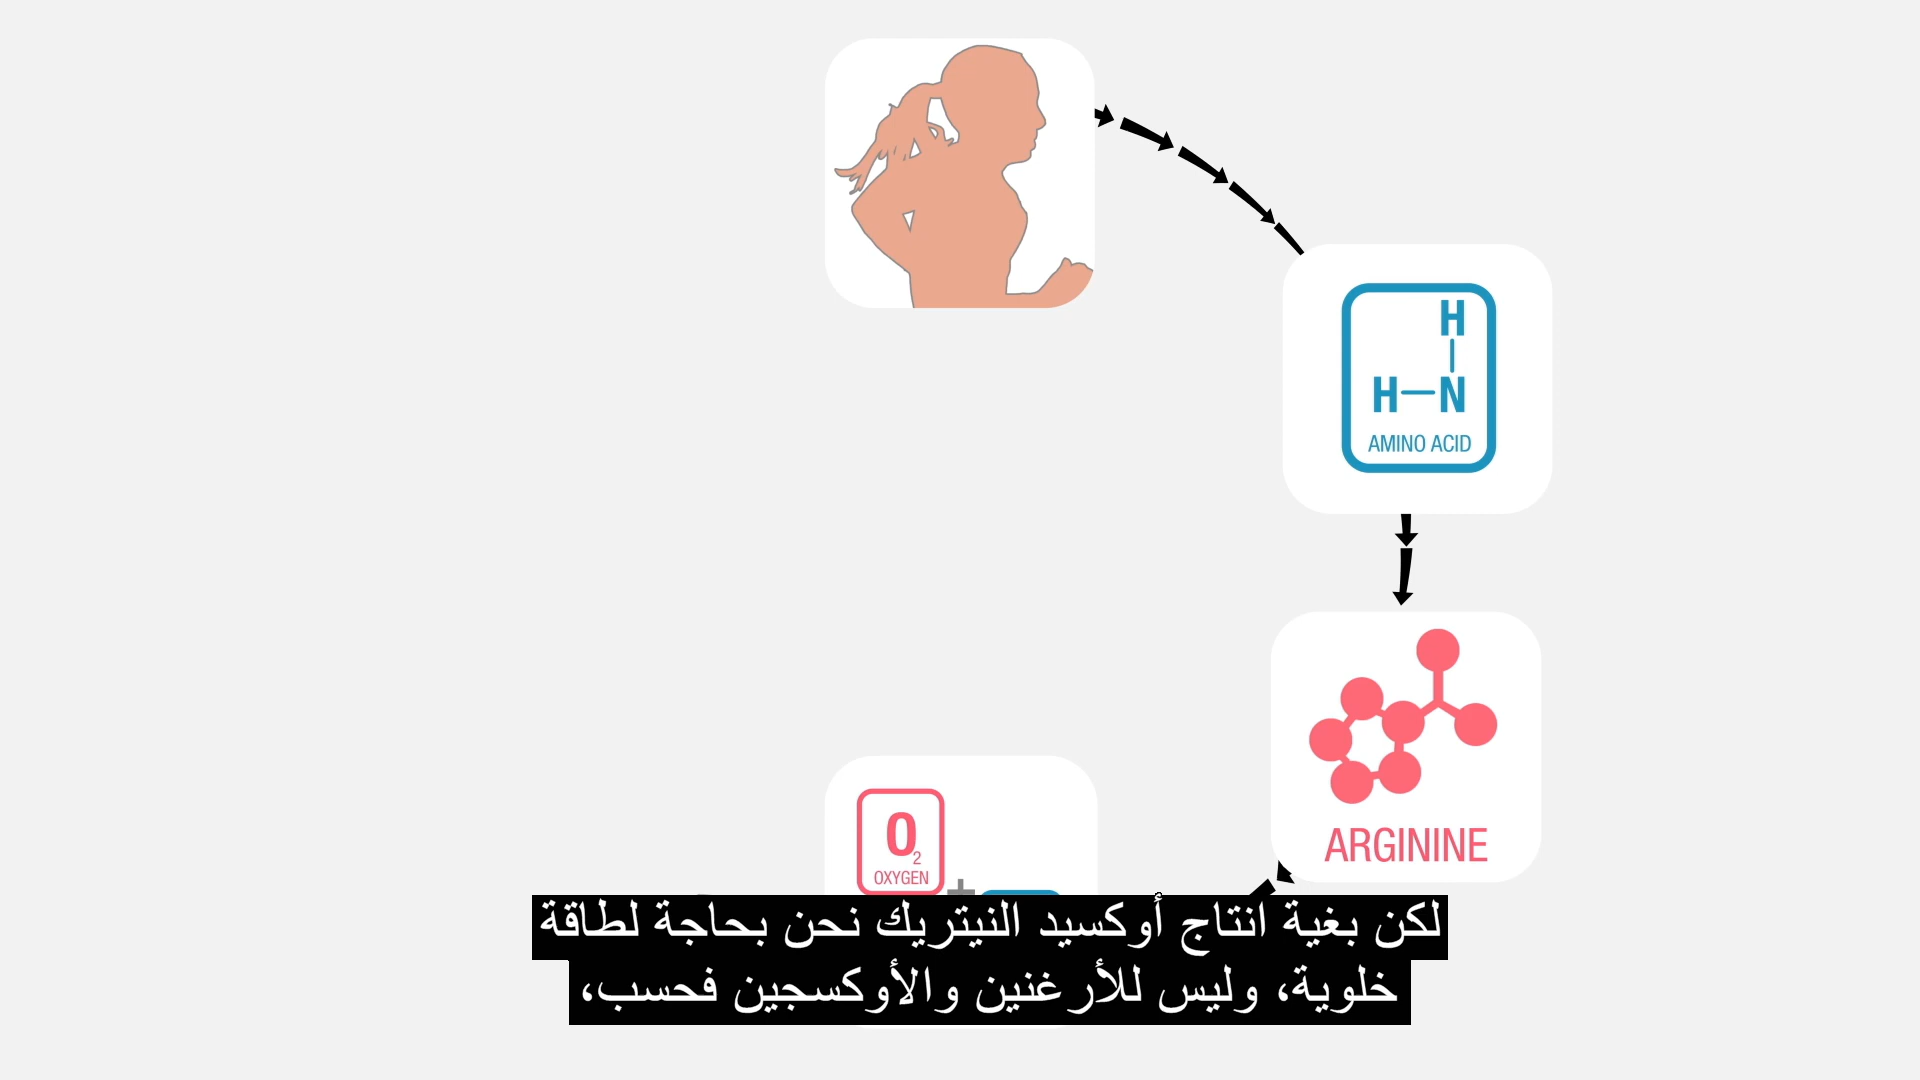 H
H—N
AMINO ACID
ARGININE
O2
OXYGEN
+
لكن بغية انتاج أوكسيد النيتريك نحن بحاجة لطاقة
خلوية، وليس للأرغنين والأوكسجين فحسب،